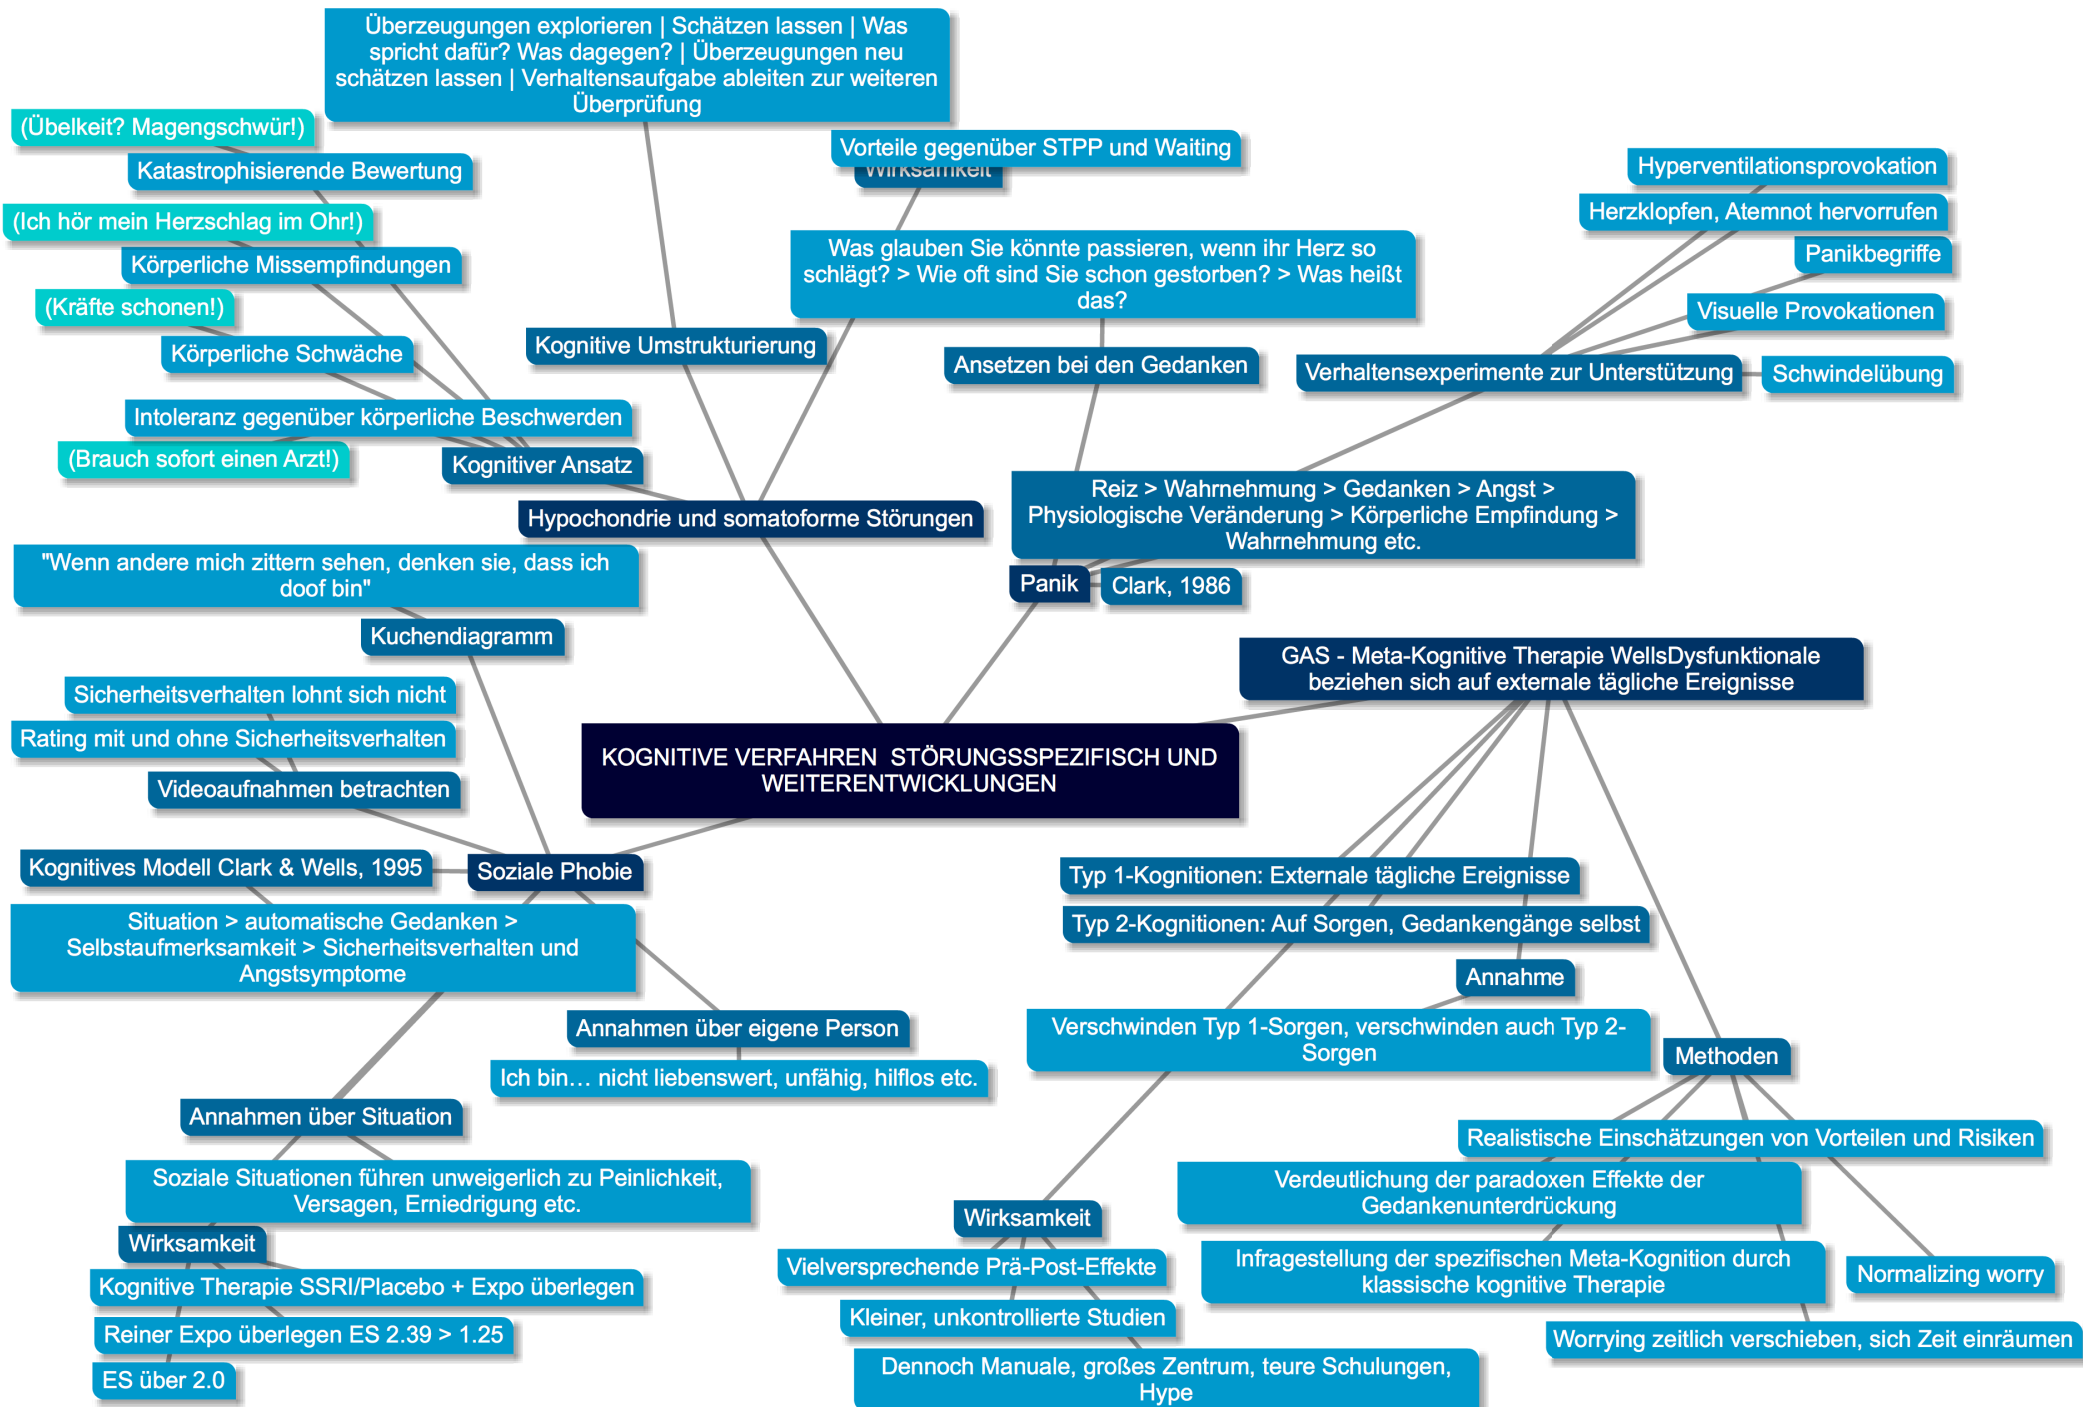 Überzeugungen explorieren | Schätzen lassen | Was
spricht dafür? Was dagegen? | Überzeugungen neu
schätzen lassen | Verhaltensaufgabe ableiten zur weiteren
Überprüfung
(Übelkeit? Magengschwür!)
Katastrophisierende Bewertung
(Ich hör mein Herzschlag im Ohr!)
Körperliche Missempfindungen
(Kräfte schonen!)
Körperliche Schwäche
Intoleranz gegenüber körperliche Beschwerden
(Brauch sofort einen Arzt!)
Kognitiver Ansatz
Kognitive Umstrukturierung
Vorteile gegenüber STPP und Waiting
Wirksamkeit
Hypochondrie und somatoforme Störungen
Was glauben Sie könnte passieren, wenn ihr Herz so
schlägt? > Wie oft sind Sie schon gestorben? > Was heißt
das?
Ansetzen bei den Gedanken
Hyperventilationsprovokation
Herzklopfen, Atemnot hervorrufen
Panikbegriffe
Visuelle Provokationen
Verhaltensexperimente zur Unterstützung
Schwindelübung
Reiz > Wahrnehmung > Gedanken > Angst >
Physiologische Veränderung > Körperliche Empfindung >
Wahrnehmung etc.
Panik
Clark, 1986
"Wenn andere mich zittern sehen, denken sie, dass ich
doof bin"
Kuchendiagramm
Sicherheitsverhalten lohnt sich nicht
Rating mit und ohne Sicherheitsverhalten
Videoaufnahmen betrachten
GAS - Meta-Kognitive Therapie WellsDysfunktionale
beziehen sich auf externale tägliche Ereignisse
KOGNITIVE VERFAHREN STÖRUNGSSPEZIFISCH UND
WEITERENTWICKLUNGEN
Kognitives Modell Clark & Wells, 1995
Soziale Phobie
Situation > automatische Gedanken >
Selbstaufmerksamkeit > Sicherheitsverhalten und
Angstsymptome
Annahmen über eigene Person
Ich bin… nicht liebenswert, unfähig, hilflos etc.
Annahmen über Situation
Soziale Situationen führen unweigerlich zu Peinlichkeit,
Versagen, Erniedrigung etc.
Wirksamkeit
Kognitive Therapie SSRI/Placebo + Expo überlegen
Reiner Expo überlegen ES 2.39 > 1.25
ES über 2.0
Typ 1-Kognitionen: Externale tägliche Ereignisse
Typ 2-Kognitionen: Auf Sorgen, Gedankengänge selbst
Annahme
Verschwinden Typ 1-Sorgen, verschwinden auch Typ 2-
Sorgen
Methoden
Realistische Einschätzungen von Vorteilen und Risiken
Verdeutlichung der paradoxen Effekte der
Gedankenunterdrückung
Infragestellung der spezifischen Meta-Kognition durch
klassische kognitive Therapie
Normalizing worry
Worrying zeitlich verschieben, sich Zeit einräumen
Wirksamkeit
Vielversprechende Prä-Post-Effekte
Kleiner, unkontrollierte Studien
Dennoch Manuale, großes Zentrum, teure Schulungen,
Hype